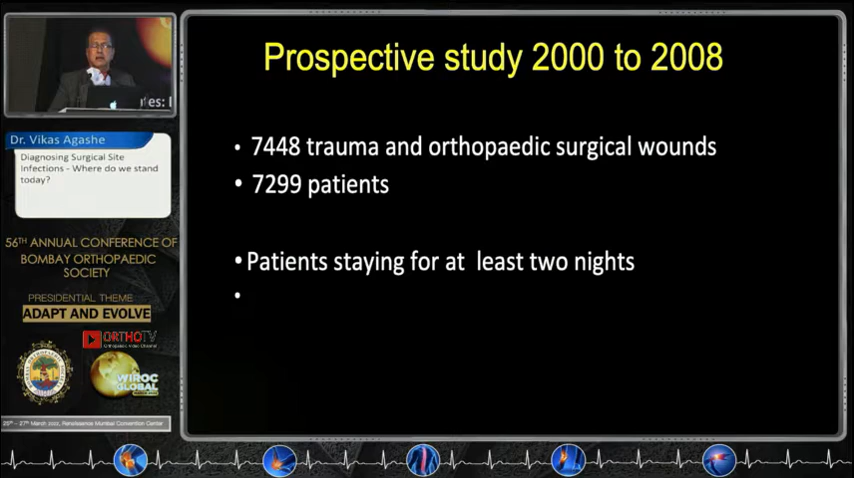 Prospective study 2000 to 2008
• 7448 trauma and orthopaedic surgical wounds
• 7299 patients
• Patients staying for at least two nights
•
Dr. Vikas Agashe
Diagnosing Surgical Site
Infections - Where do we stand
today?
56TH ANNUAL CONFERENCE OF
BOMBAY ORTHOPAEDIC
SOCIETY
PRESIDENTIAL THEME
ADAPT AND EVOLVE
ORTHOTV
WIROC
GLOBAL
25th – 27th March 2022, Renaissance Mumbai Convention Center